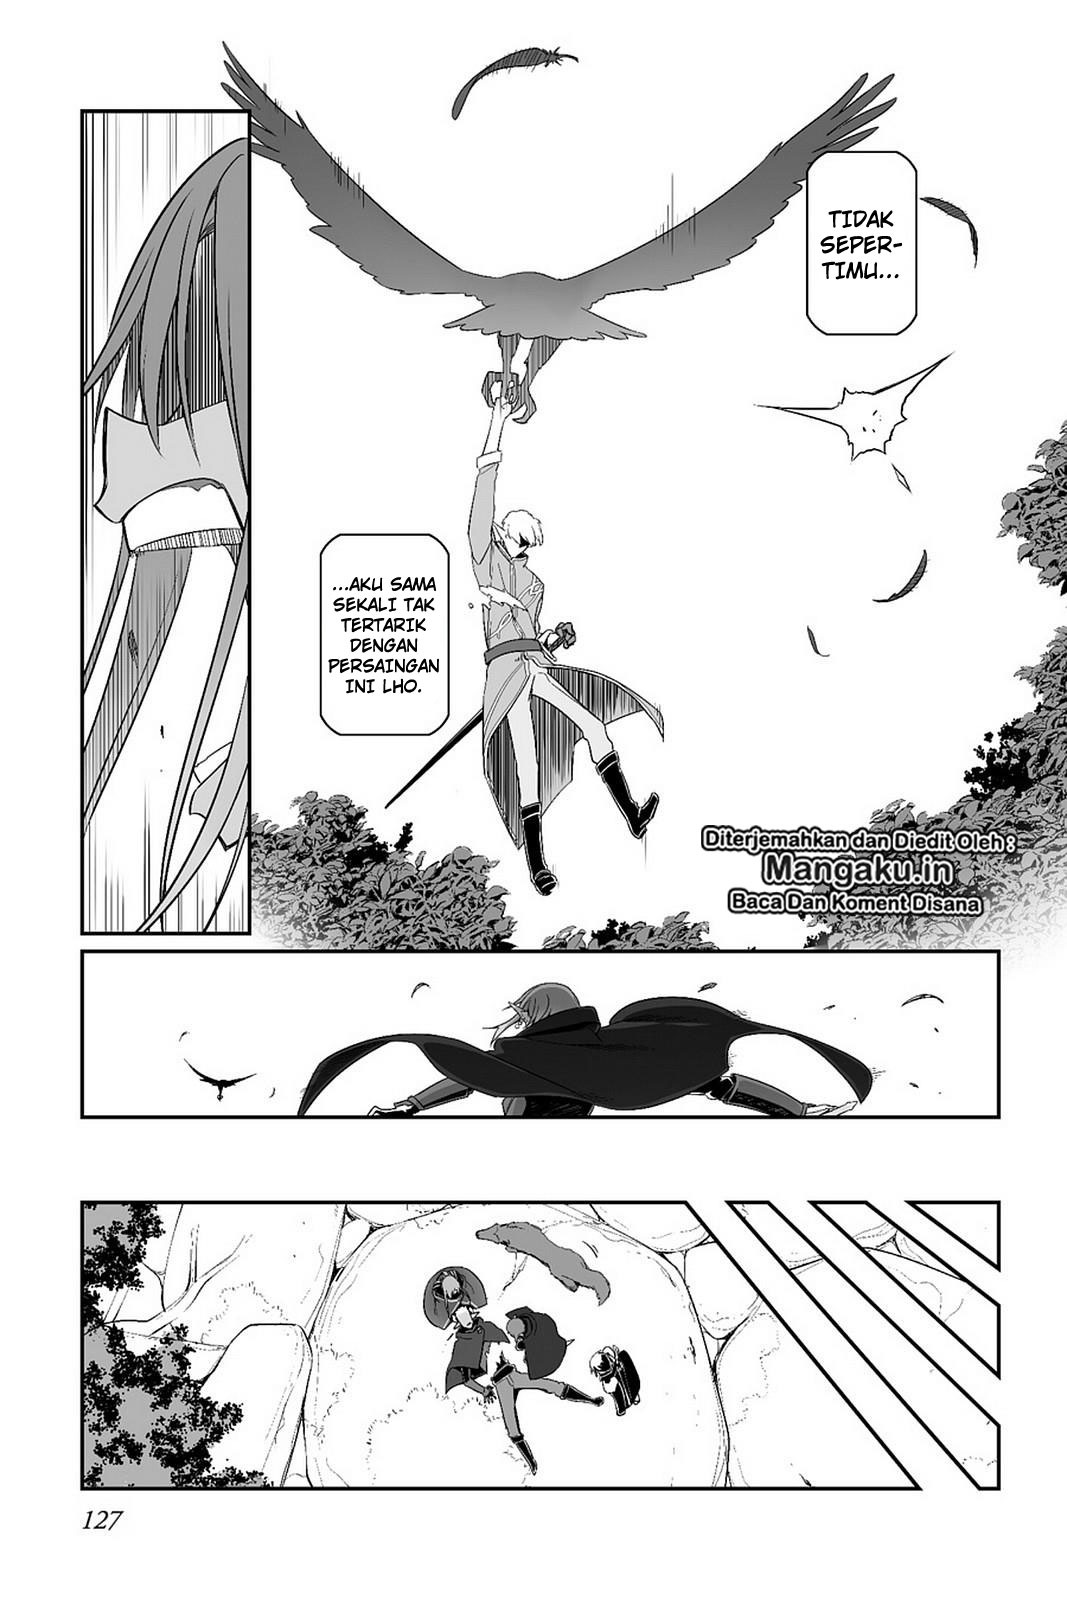 TIDAK
SEPER-
TIMU...
...AKU SAMA
SEKALI TAK
TERTARIK
DENGAN
PERSAINGAN
INI LHO.
Diterjemahkan dan Diedit Oleh :
Mangaku.in
Baca Dan Koment Disana
127